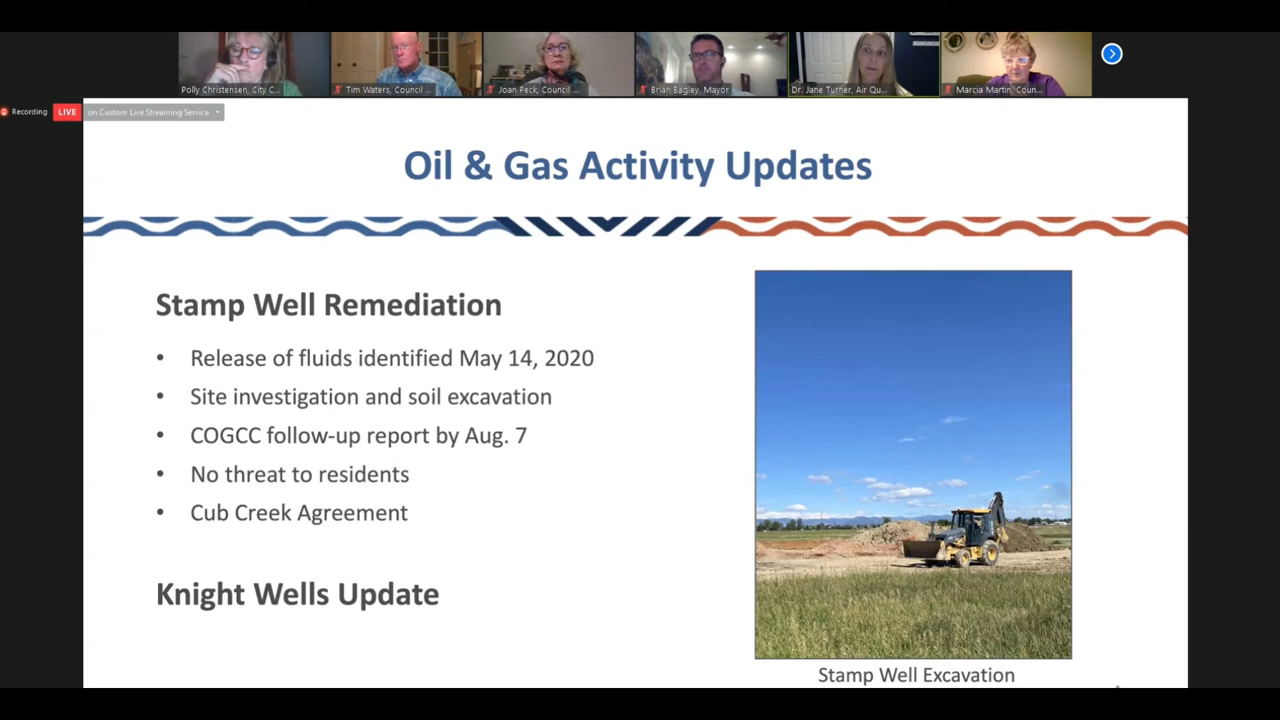 Polly Christensen, City C...
Tim Waters, Council ...
Joan Peck, Council ...
Brian Bagley, Mayor
Dr. Jane Turner, Air Qu...
Marcia Martin, Coun...
Recording
LIVE
on Custom Live Streaming Service
Oil & Gas Activity Updates
Stamp Well Remediation
• Release of fluids identified May 14, 2020
• Site investigation and soil excavation
• COGCC follow-up report by Aug. 7
• No threat to residents
• Cub Creek Agreement
Knight Wells Update
Stamp Well Excavation